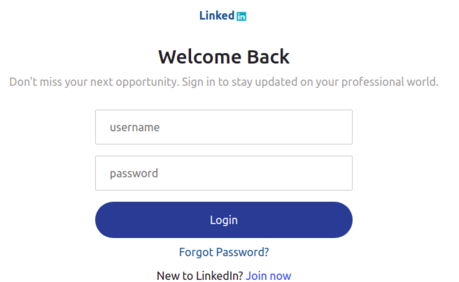 Linked in
Welcome Back
Don't miss your next opportunity. Sign in to stay updated on your professional world.
username
password
Login
Forgot Password?
New to LinkedIn? Join now